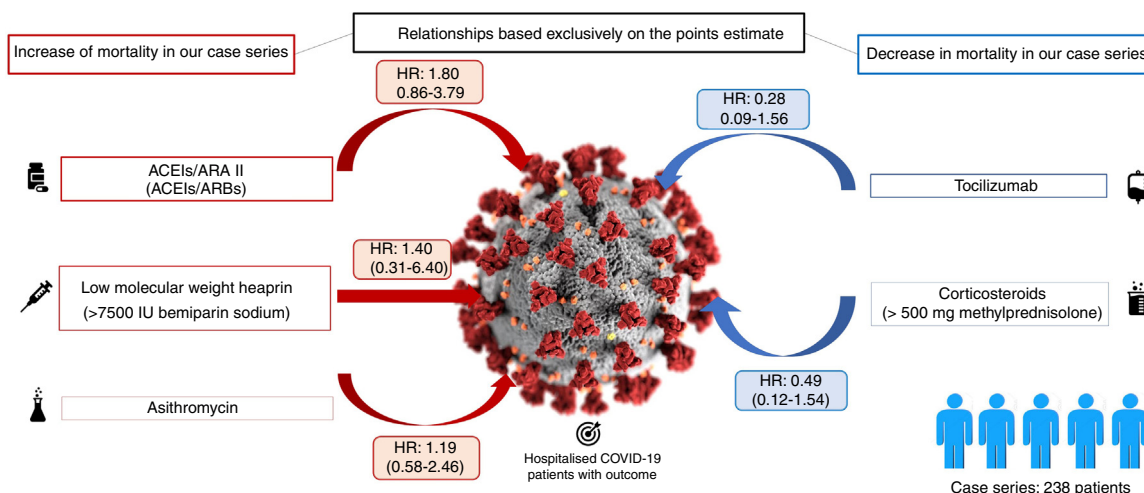 Relationships based exclusively on the points estimate
Increase of mortality in our case series
Decrease in mortality in our case series
HR: 1.80
0.86-3.79
HR: 0.28
0.09-1.56
ACEIs/ARA II
(ACEIs/ARBs)
Tocilizumab
HR: 1.40
(0.31-6.40)
Low molecular weight heaprin
(>7500 IU bemiparin sodium)
Corticosteroids
(> 500 mg methylprednisolone)
HR: 0.49
(0.12-1.54)
Asithromycin
HR: 1.19
(0.58-2.46)
Hospitalised COVID-19
patients with outcome
Case series: 238 patients